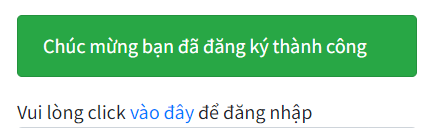 Chúc mừng bạn đã đăng ký thành công
Vui lòng click vào đây để đăng nhập